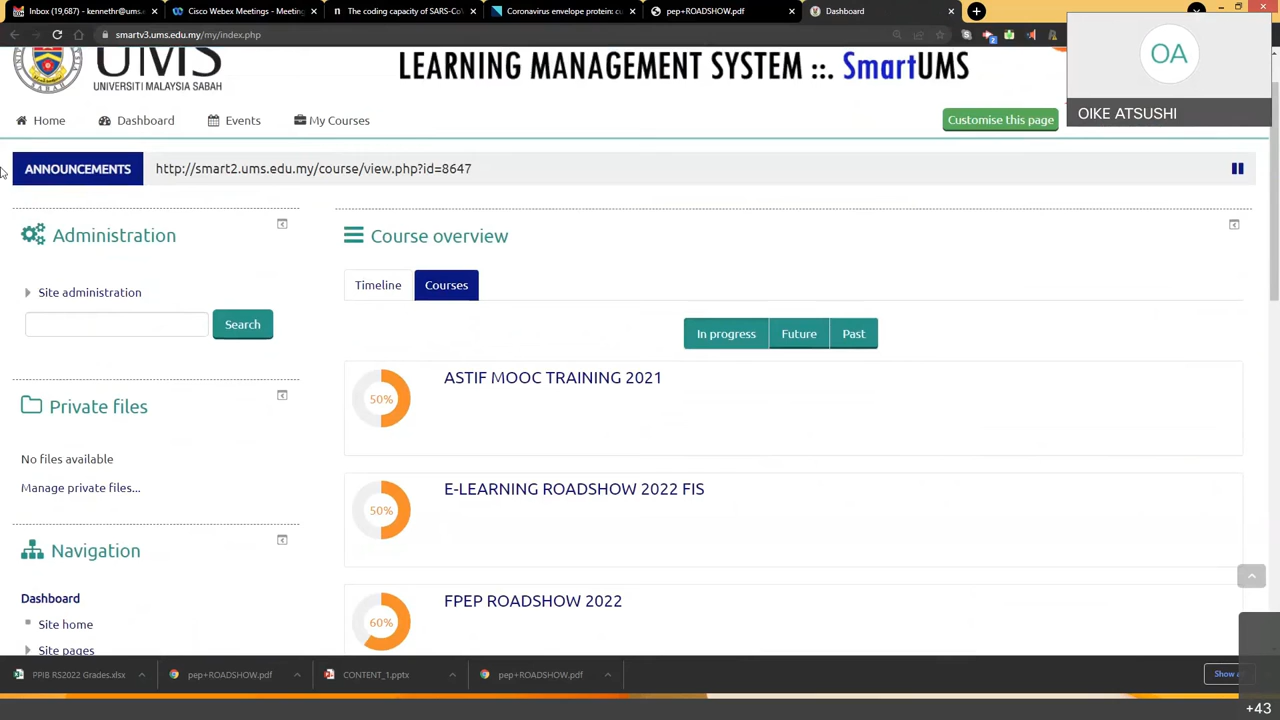 Inbox (19,687) - kennethr@ums.e
Cisco Webex Meetings - Meeting
The coding capacity of SARS-CoV
Coronavirus envelope protein: cu
pep+ROADSHOW.pdf
Dashboard
smartv3.ums.edu.my/my/index.php
UMS
UNIVERSITI MALAYSIA SABAH
LEARNING MANAGEMENT SYSTEM ::. SmartUMS
OA
OIKE ATSUSHI
Home
Dashboard
Events
My Courses
Customise this page
ANNOUNCEMENTS
http://smart2.ums.edu.my/course/view.php?id=8647
Administration
Site administration
Search
Private files
No files available
Manage private files...
Navigation
Dashboard
Site home
Site pages
Course overview
Timeline
Courses
In progress
Future
Past
50%
ASTIF MOOC TRAINING 2021
50%
E-LEARNING ROADSHOW 2022 FIS
60%
FPEP ROADSHOW 2022
PPIB RS2022 Grades.xlsx
pep+ROADSHOW.pdf
CONTENT_1.pptx
pep+ROADSHOW.pdf
Show
+43